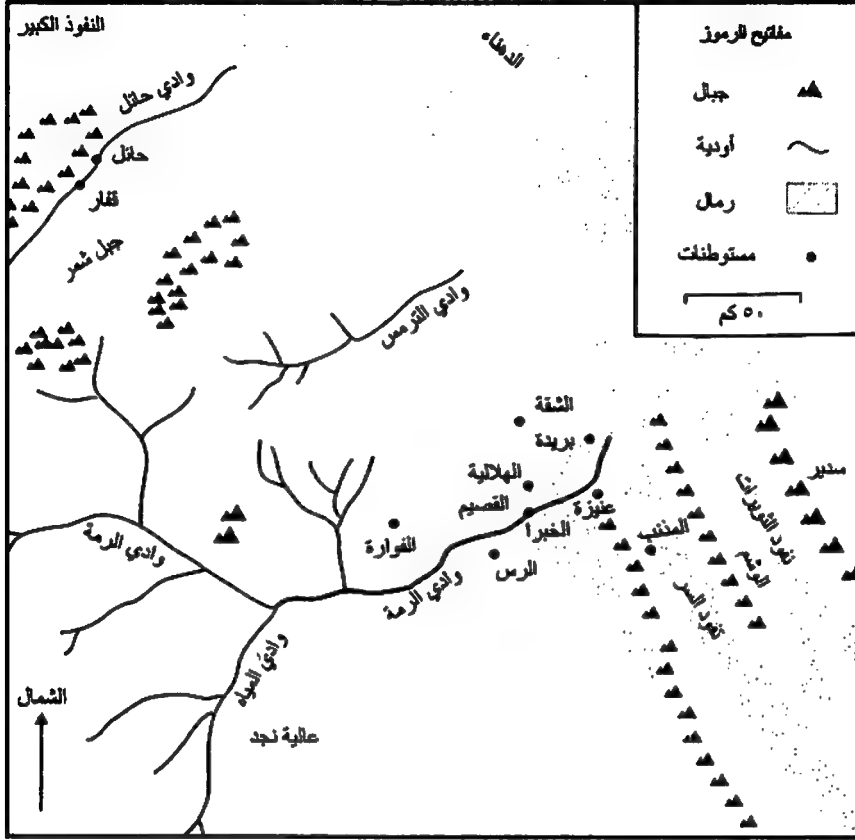 النفوذ الكبير
الدهناء
مفاتيح الرموز
جبال
أودية
رمال
مستوطنات
٥٠ كم
وادي حائل
حائل
قفار
جبل شمر
وادي الترمس
الشقة
بريدة
الهلالية
القصيم
الخبرا
عنيزة
المذنب
الفوارة
الرس
وادي الرمة
وادي الرمة
وادي المياه
عالية نجد
سدير
نفود الثويرات
الوشم
نفود السر
الشمال